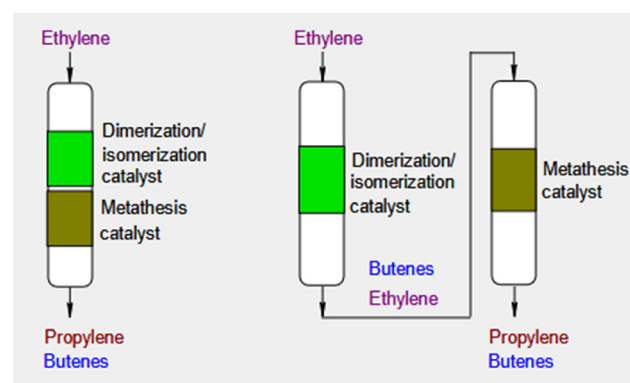 Ethylene
Dimerization/
isomerization
catalyst
Metathesis
catalyst
Propylene
Butenes
Ethylene
Dimerization/
isomerization
catalyst
Butenes
Ethylene
Metathesis
catalyst
Propylene
Butenes